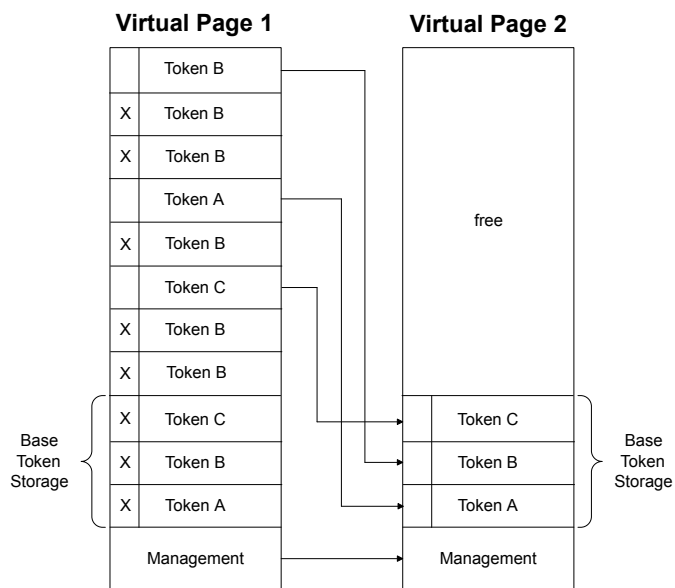 Virtual Page 1 Virtual Page 2
Token B
X Token B
X Token B
Token A
free
X Token B
Token C
X Token B
X Token B
X Token C
Token C
Base
Token
Storage
X Token B
Token B
Base
Token
Storage
X Token A
Token A
Management
Management